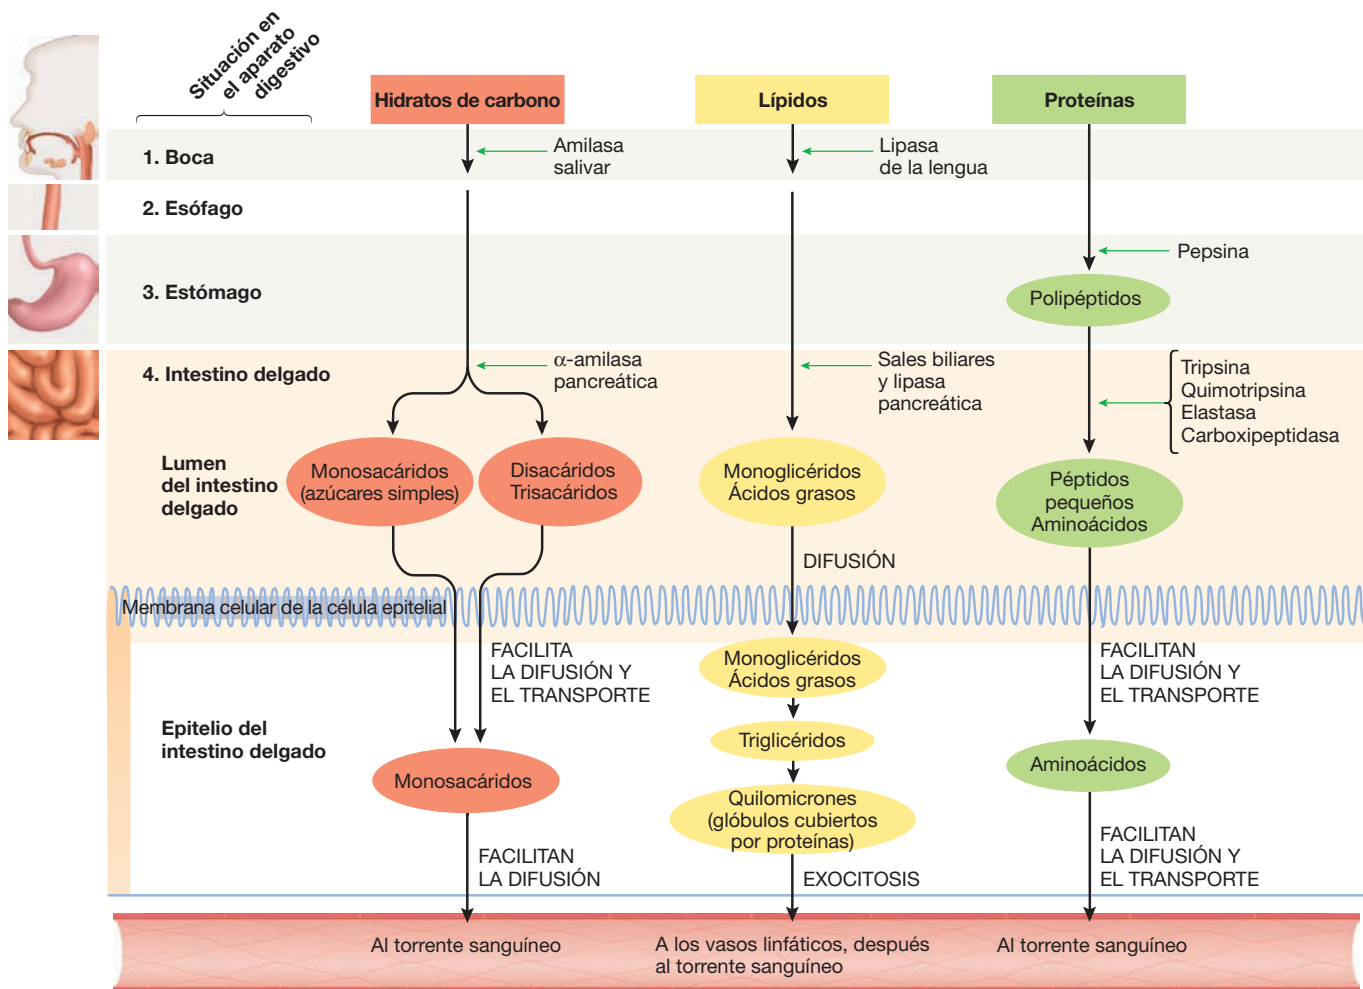 Situación en
el aparato
digestivo
Hidratos de carbono
Lípidos
Proteínas
1. Boca
Amilasa
salivar
Lipasa
de la lengua
2. Esófago
Pepsina
3. Estómago
Polipéptidos
4. Intestino delgado
α-amilasa
pancreática
Sales biliares
y lipasa
pancreática
Tripsina
Quimotripsina
Elastasa
Carboxipeptidasa
Lumen
del intestino
delgado
Monosacáridos
(azúcares simples)
Disacáridos
Trisacáridos
Monoglicéridos
Ácidos grasos
Péptidos
pequeños
Aminoácidos
DIFUSIÓN
Membrana celular de la célula epitelial
FACILITA
LA DIFUSIÓN Y
EL TRANSPORTE
Monoglicéridos
Ácidos grasos
FACILITAN
LA DIFUSIÓN Y
EL TRANSPORTE
Epitelio del
intestino delgado
Triglicéridos
Monosacáridos
Aminoácidos
Quilomicrones
(glóbulos cubiertos
por proteínas)
FACILITAN
LA DIFUSIÓN
EXOCITOSIS
FACILITAN
LA DIFUSIÓN Y
EL TRANSPORTE
Al torrente sanguíneo
A los vasos linfáticos, después
al torrente sanguíneo
Al torrente sanguíneo